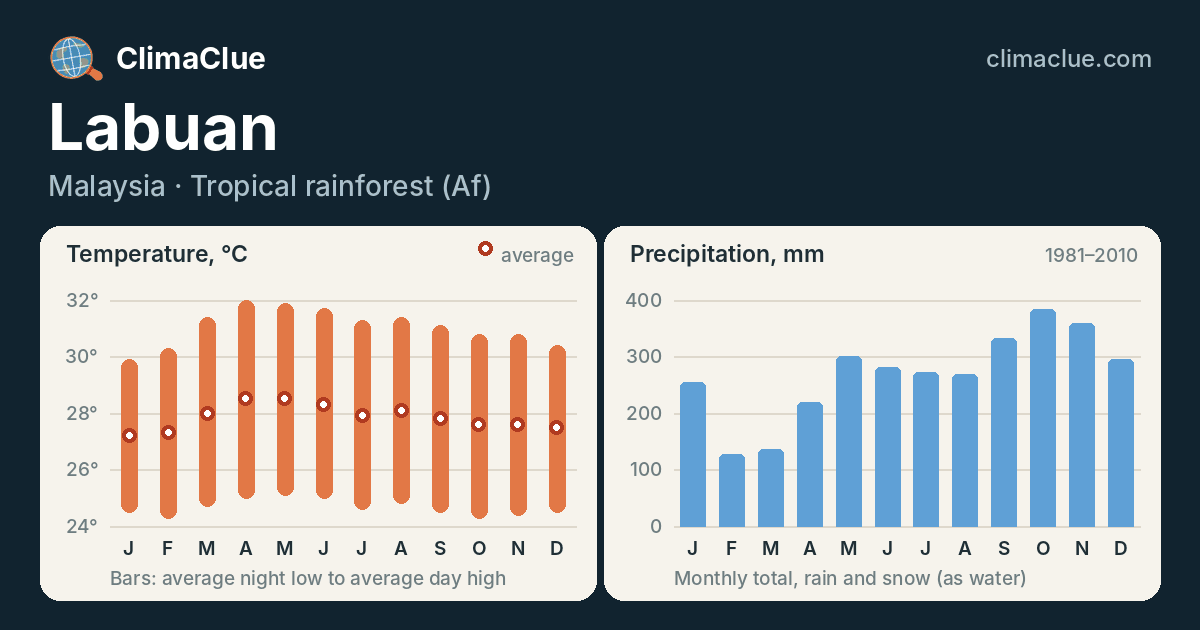 ClimaClue
climaclue.com
Labuan
Malaysia · Tropical rainforest (Af)
Temperature, °C
average
32°
30°
28°
26°
24°
J F M A M J J A S O N D
Bars: average night low to average day high
Precipitation, mm
1981–2010
400
300
200
100
0
J F M A M J J A S O N D
Monthly total, rain and snow (as water)